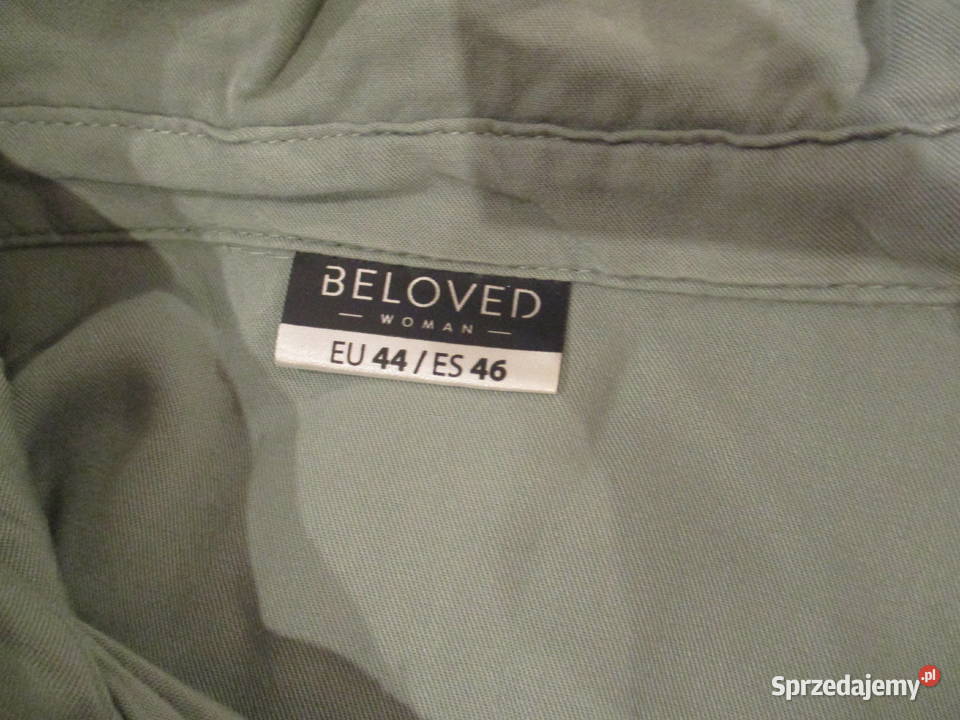 BELOVED
— WOMAN —
EU 44 / ES 46
Sprzedajemy.pl